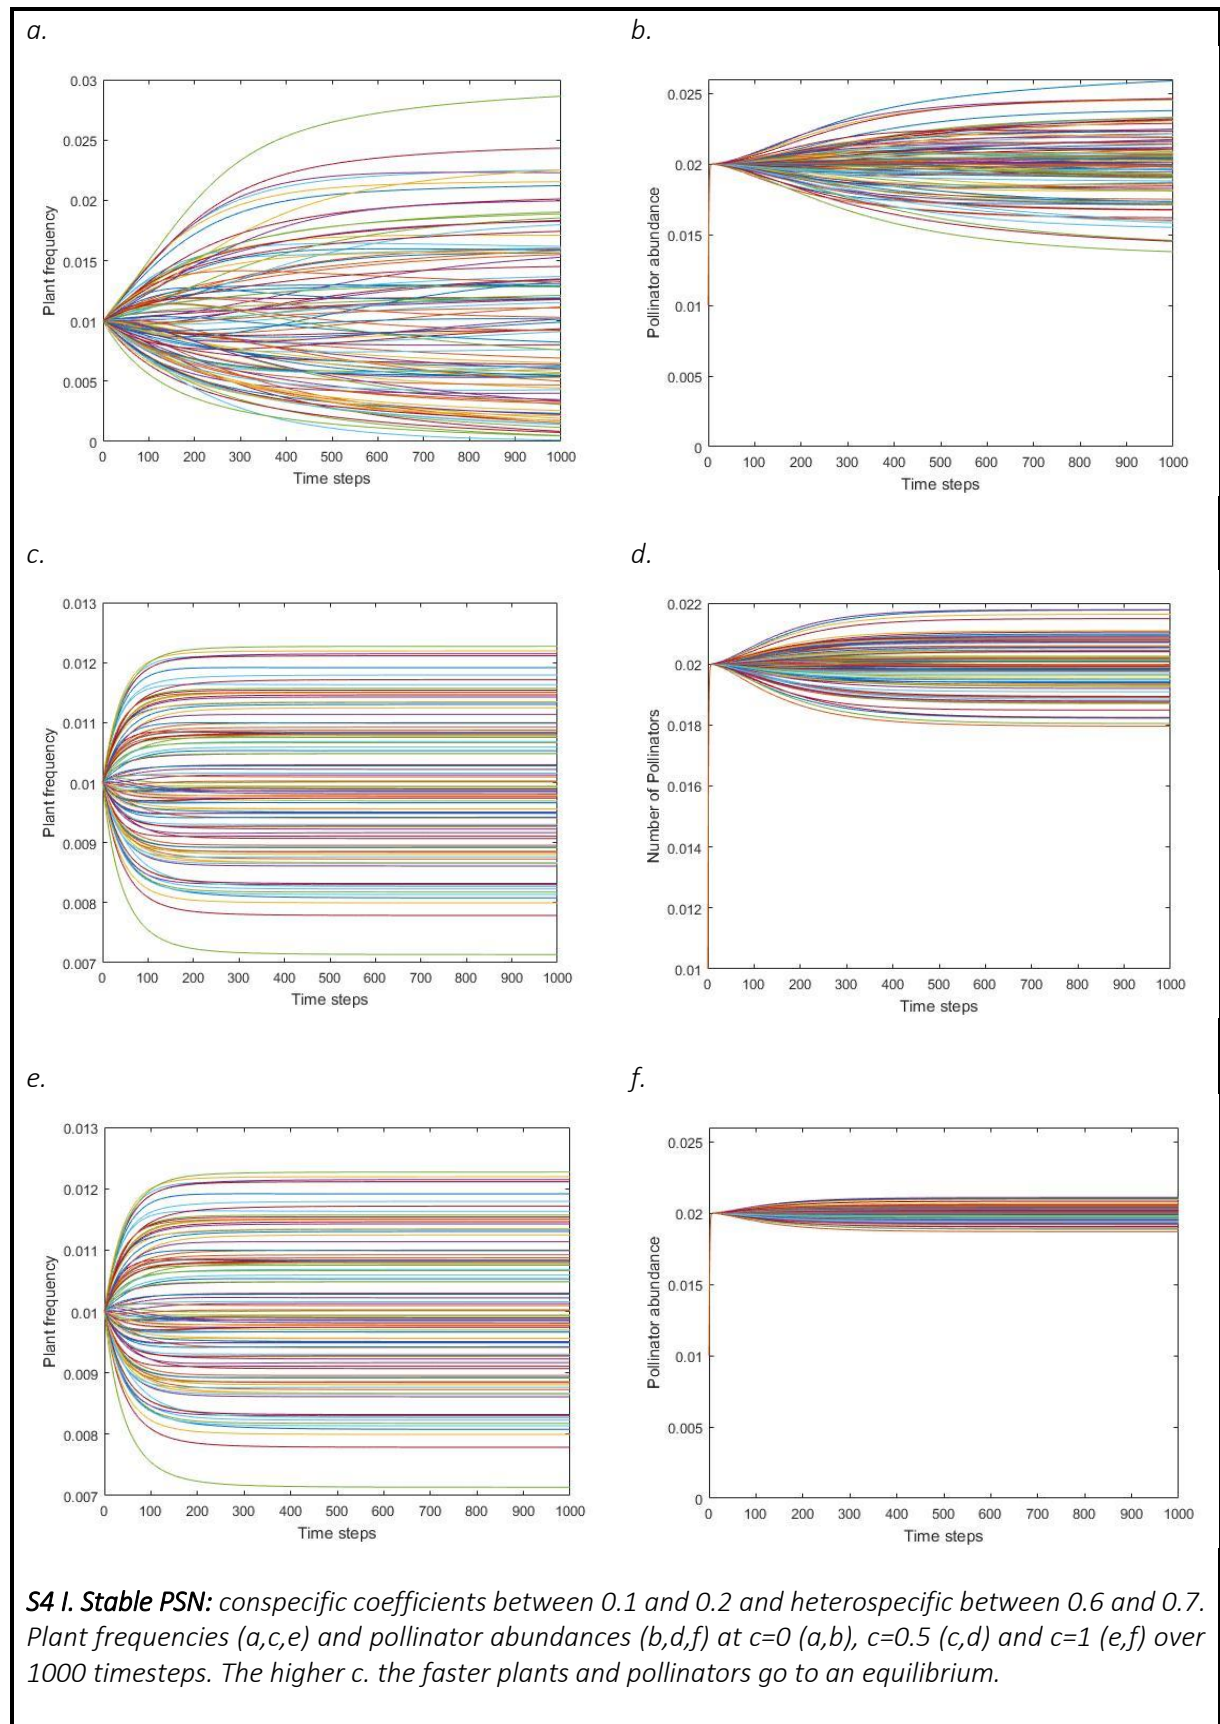 a.
b.
0.03
0.025
0.02
0.015
0.01
0.005
0
Plant frequency
0 100 200 300 400 500 600 700 800 900 1000
Time steps
0.025
0.02
0.015
0.01
0.005
0
Pollinator abundance
0 100 200 300 400 500 600 700 800 900 1000
Time steps
c.
d.
0.013
0.012
0.011
0.01
0.009
0.008
0.007
Plant frequency
0 100 200 300 400 500 600 700 800 900 1000
Time steps
0.022
0.02
0.018
0.016
0.014
0.012
0.01
Number of Pollinators
0 100 200 300 400 500 600 700 800 900 1000
Time steps
e.
f.
0.013
0.012
0.011
0.01
0.009
0.008
0.007
Plant frequency
0 100 200 300 400 500 600 700 800 900 1000
Time steps
0.025
0.02
0.015
0.01
0.005
0
Pollinator abundance
0 100 200 300 400 500 600 700 800 900 1000
Time steps
S4 I. Stable PSN: conspecific coefficients between 0.1 and 0.2 and heterospecific between 0.6 and 0.7.
Plant frequencies (a,c,e) and pollinator abundances (b,d,f) at c=0 (a,b), c=0.5 (c,d) and c=1 (e,f) over
1000 timesteps. The higher c. the faster plants and pollinators go to an equilibrium.